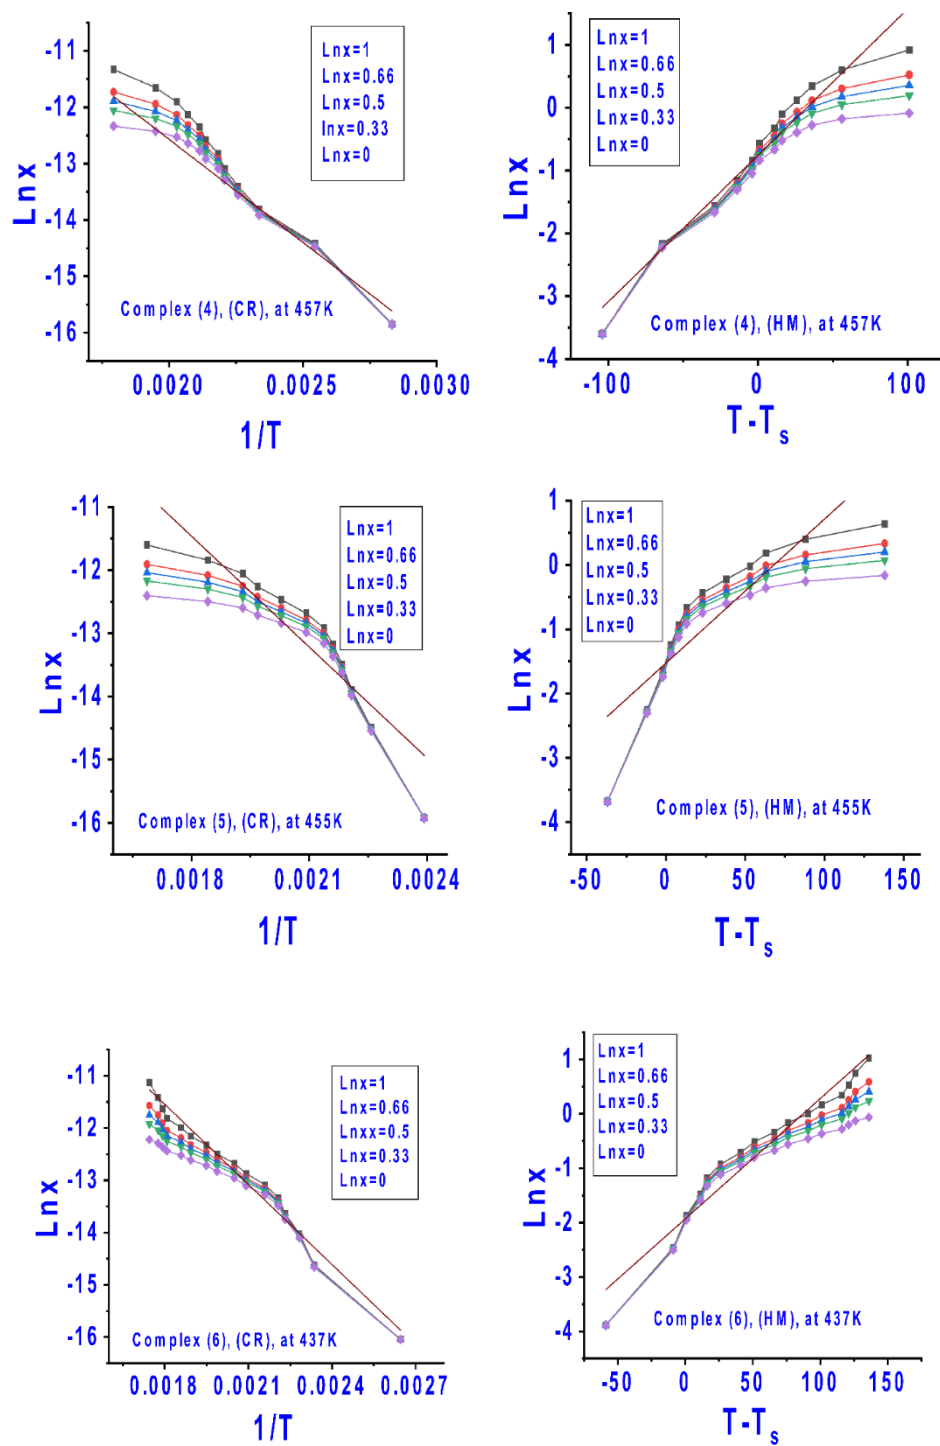 -11
-12
-13
-14
-15
-16
Lnx
Lnx=1
Lnx=0.66
Lnx=0.5
lnx=0.33
Lnx=0
Complex (4), (CR), at 457K
0.0020 0.0025 0.0030
1/T
1
0
-1
-2
-3
-4
Lnx
Lnx=1
Lnx=0.66
Lnx=0.5
Lnx=0.33
Lnx=0
Complex (4), (HM), at 457K
-100 0 100
T-Ts
-11
-12
-13
-14
-15
-16
Lnx
Lnx=1
Lnx=0.66
Lnx=0.5
Lnx=0.33
Lnx=0
Complex (5), (CR), at 455K
0.0018 0.0021 0.0024
1/T
1
0
-1
-2
-3
-4
Lnx
Lnx=1
Lnx=0.66
Lnx=0.5
Lnx=0.33
Lnx=0
Complex (5), (HM), at 455K
-50 0 50 100 150
T-Ts
-11
-12
-13
-14
-15
-16
Lnx
Lnx=1
Lnx=0.66
Lnxx=0.5
Lnx=0.33
Lnx=0
Complex (6), (CR), at 437K
0.0018 0.0021 0.0024 0.0027
1/T
1
0
-1
-2
-3
-4
Lnx
Lnx=1
Lnx=0.66
Lnx=0.5
Lnx=0.33
Lnx=0
Complex (6), (HM), at 437K
-50 0 50 100 150
T-Ts